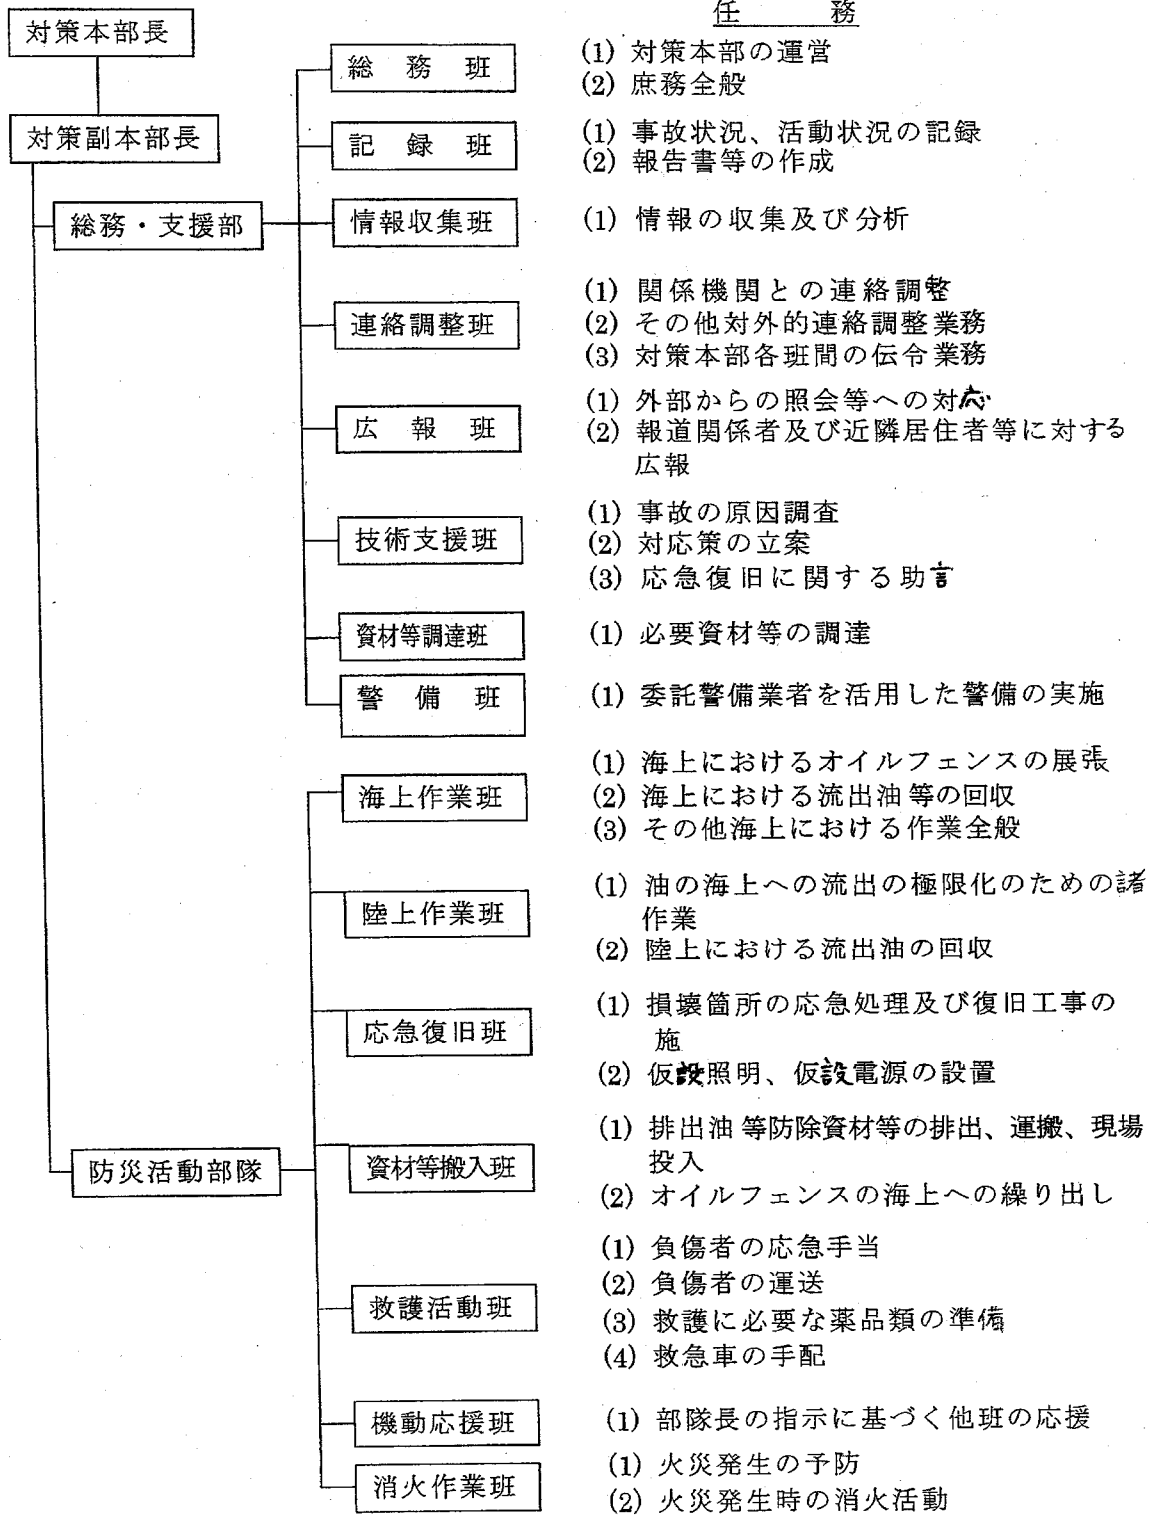 任　　務
対策本部長
対策副本部長
総務・支援部
総　務　班
(1) 対策本部の運営
(2) 庶務全般
記　録　班
(1) 事故状況、活動状況の記録
(2) 報告書等の作成
情報収集班
(1) 情報の収集及び分析
連絡調整班
(1) 関係機関との連絡調整
(2) その他対外的連絡調整業務
(3) 対策本部各班間の伝令業務
広　報　班
(1) 外部からの照会等への対応
(2) 報道関係者及び近隣居住者等に対する
広報
技術支援班
(1) 事故の原因調査
(2) 対応策の立案
(3) 応急復旧に関する助言
資材等調達班
(1) 必要資材等の調達
警　備　班
(1) 委託警備業者を活用した警備の実施
防災活動部隊
海上作業班
(1) 海上におけるオイルフェンスの展張
(2) 海上における流出油等の回収
(3) その他海上における作業全般
陸上作業班
(1) 油の海上への流出の極限化のための諸
作業
(2) 陸上における流出油の回収
応急復旧班
(1) 損壊箇所の応急処理及び復旧工事の
施
(2) 仮設照明、仮設電源の設置
資材等搬入班
(1) 排出油等防除資材等の排出、運搬、現場
投入
(2) オイルフェンスの海上への繰り出し
救護活動班
(1) 負傷者の応急手当
(2) 負傷者の運送
(3) 救護に必要な薬品類の準備
(4) 救急車の手配
機動応援班
(1) 部隊長の指示に基づく他班の応援
消火作業班
(1) 火災発生の予防
(2) 火災発生時の消火活動